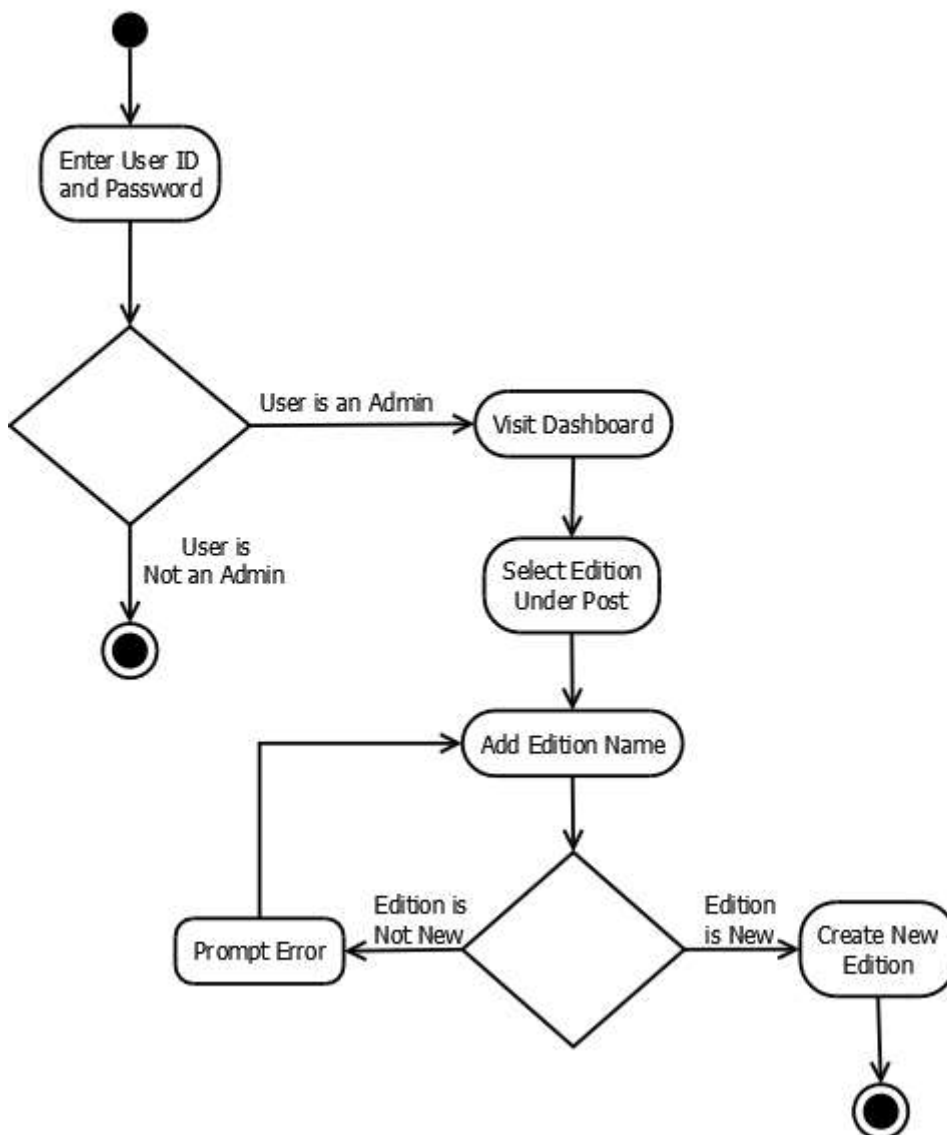 Enter User ID
and Password
User is an Admin
Visit Dashboard
User is
Not an Admin
Select Edition
Under Post
Add Edition Name
Edition is
Not New
Edition
is New
Prompt Error
Create New
Edition